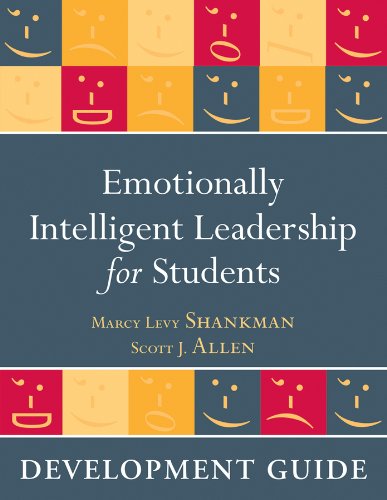 Emotionally
Intelligent Leadership
for Students
Marcy Levy Shankman
Scott J. Allen
DEVELOPMENT GUIDE